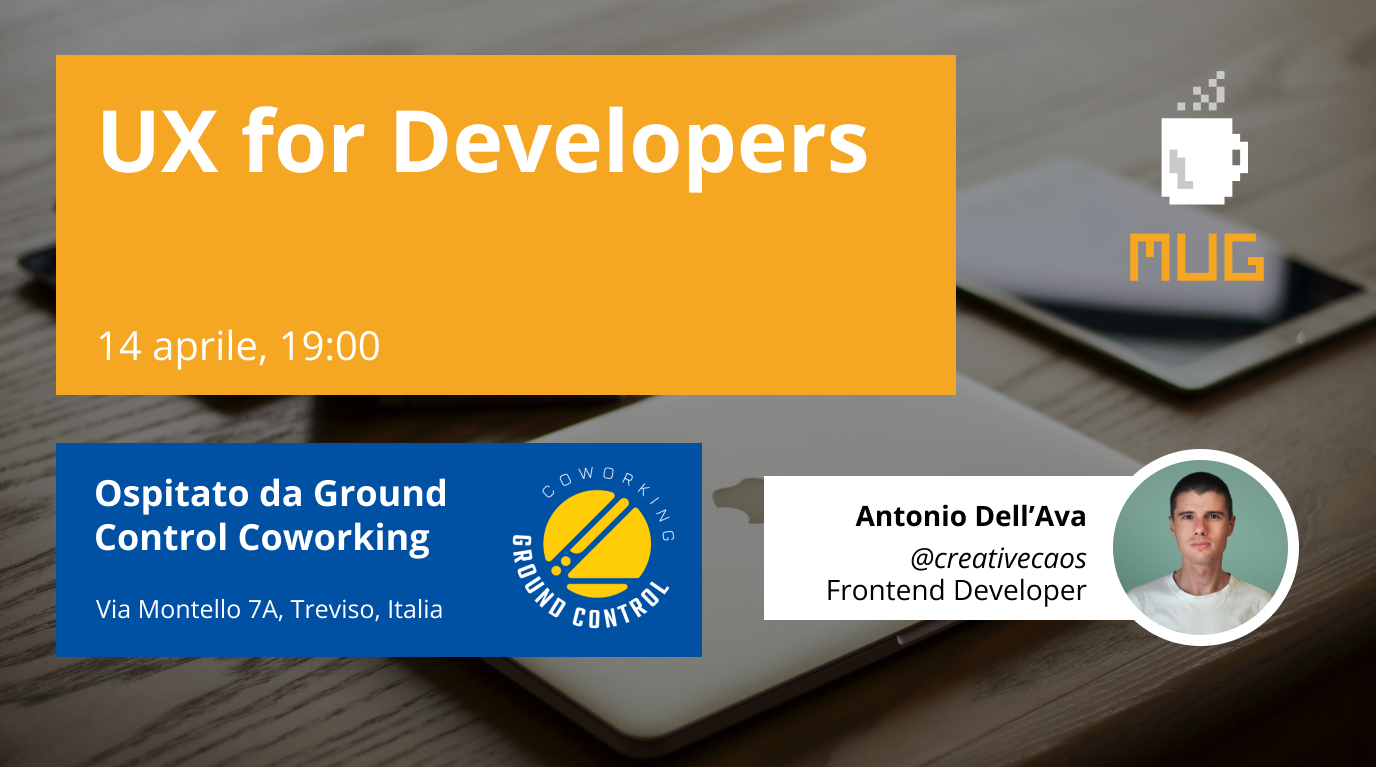 UX for Developers
14 aprile, 19:00
MUG
Ospitato da Ground
Control Coworking
Via Montello 7A, Treviso, Italia
COWORKING
GROUND CONTROL
Antonio Dell’Ava
@creativecaos
Frontend Developer